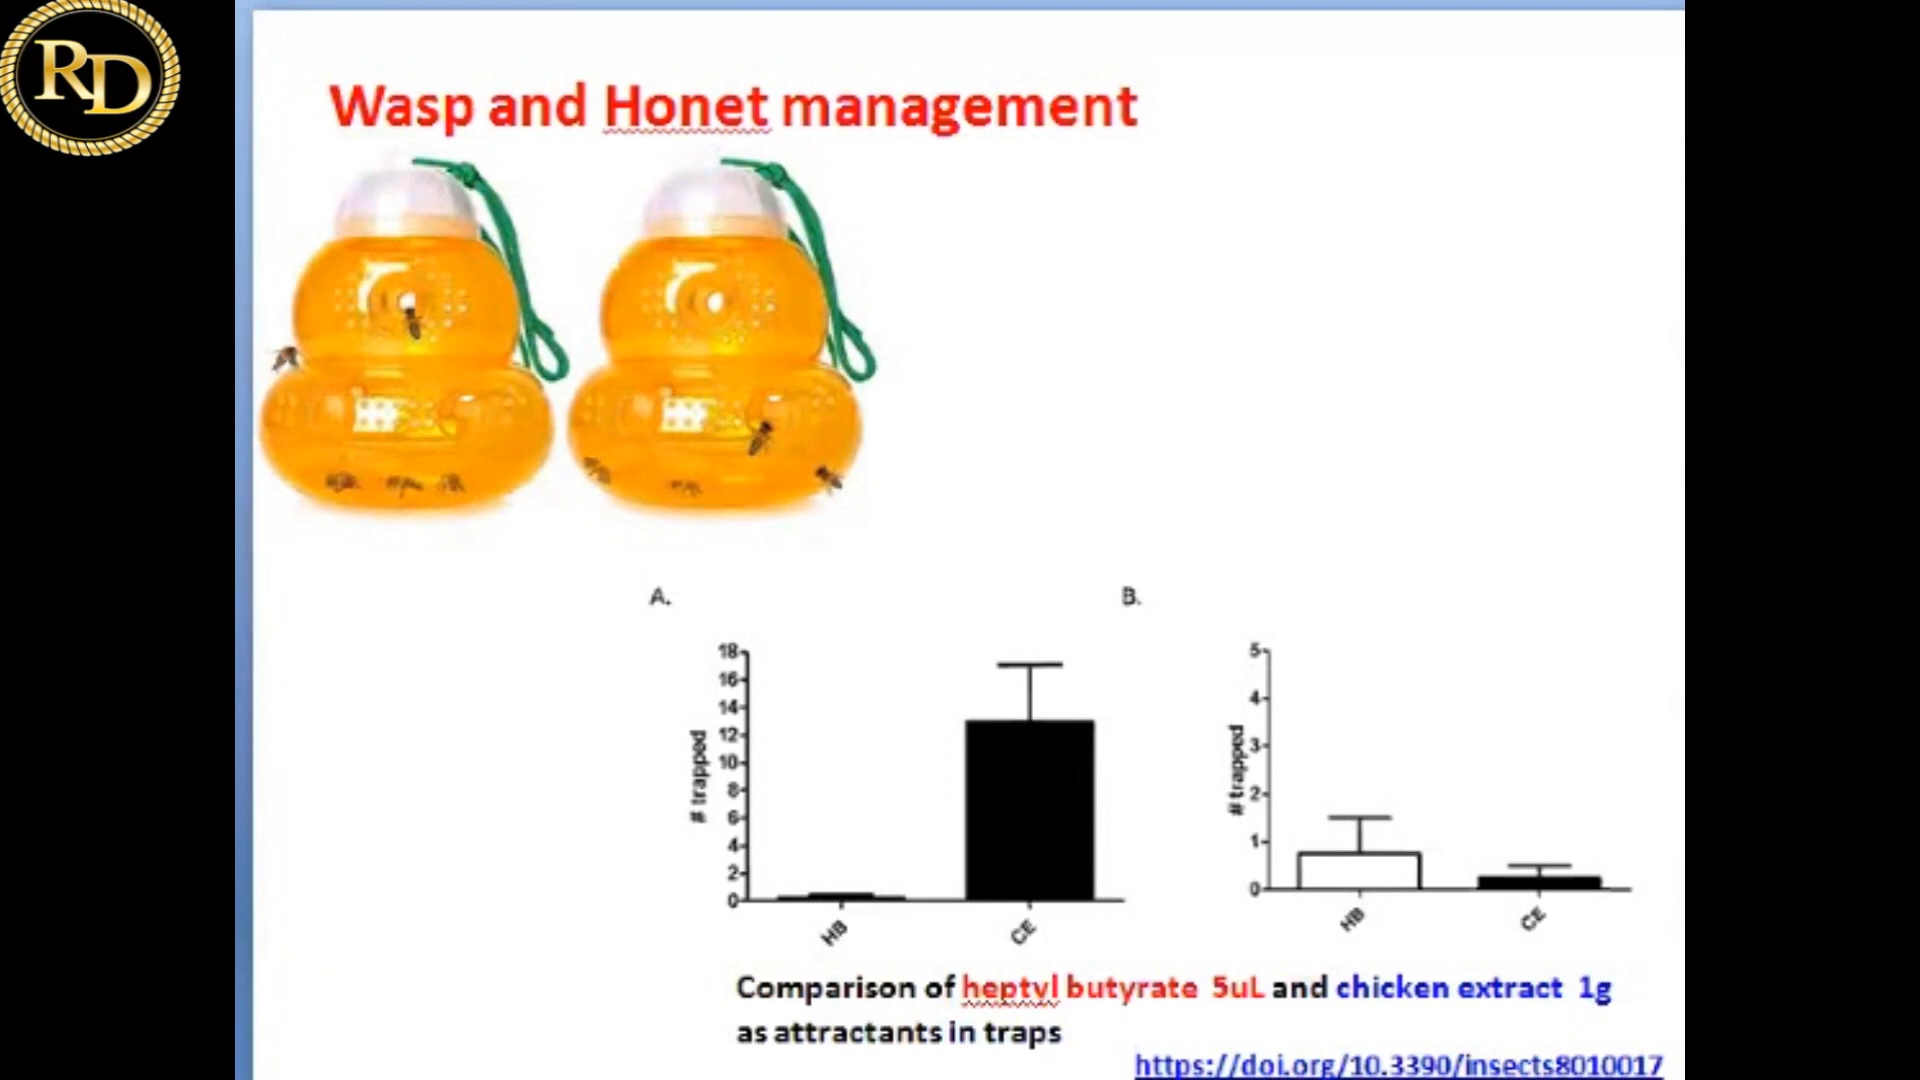 RD
Wasp and Honet management
A.
B.
18
16
14
12
10
8
6
4
2
0
# trapped
HB
CE
5
4
3
2
1
0
# trapped
HB
CE
Comparison of heptyl butyrate 5uL and chicken extract 1g
as attractants in traps
https://doi.org/10.3390/insects8010017